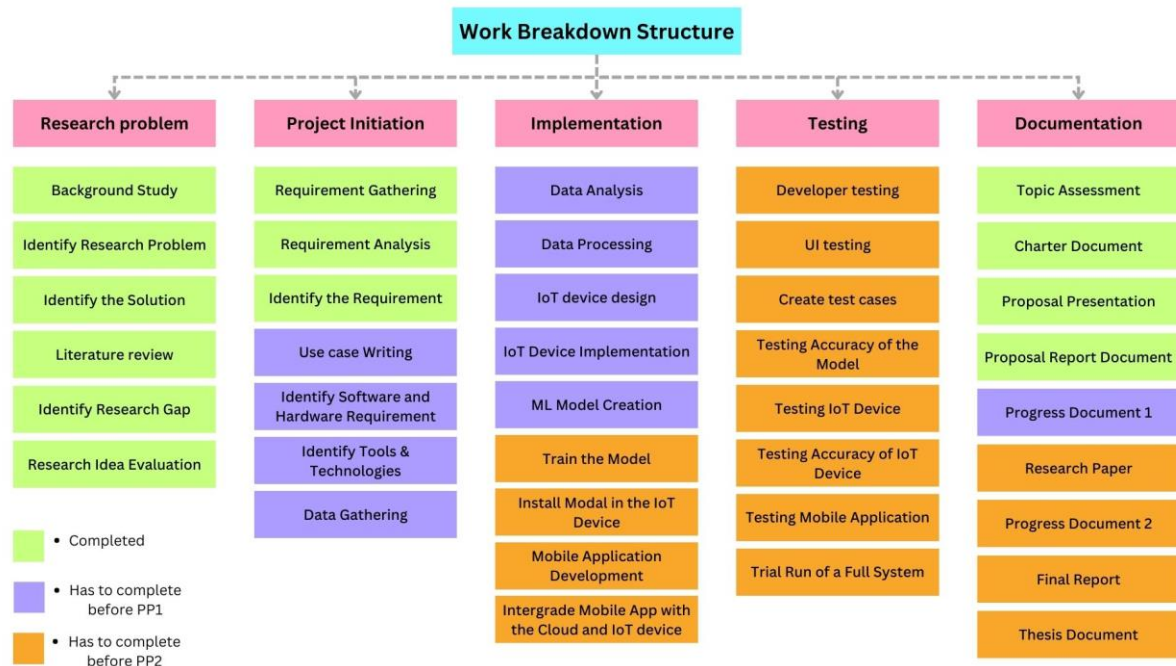 Work Breakdown Structure
Research problem
Background Study
Identify Research Problem
Identify the Solution
Literature review
Identify Research Gap
Research Idea Evaluation
Project Initiation
Requirement Gathering
Requirement Analysis
Identify the Requirement
Use case Writing
Identify Software and
Hardware Requirement
Identify Tools &
Technologies
Data Gathering
Implementation
Data Analysis
Data Processing
IoT device design
IoT Device Implementation
ML Model Creation
Train the Model
Install Modal in the IoT
Device
Mobile Application
Development
Intergrade Mobile App with
the Cloud and IoT device
Testing
Developer testing
UI testing
Create test cases
Testing Accuracy of the
Model
Testing IoT Device
Testing Accuracy of IoT
Device
Testing Mobile Application
Trial Run of a Full System
Documentation
Topic Assessment
Charter Document
Proposal Presentation
Proposal Report Document
Progress Document 1
Research Paper
Progress Document 2
Final Report
Thesis Document
• Completed
• Has to complete
before PP1
• Has to complete
before PP2